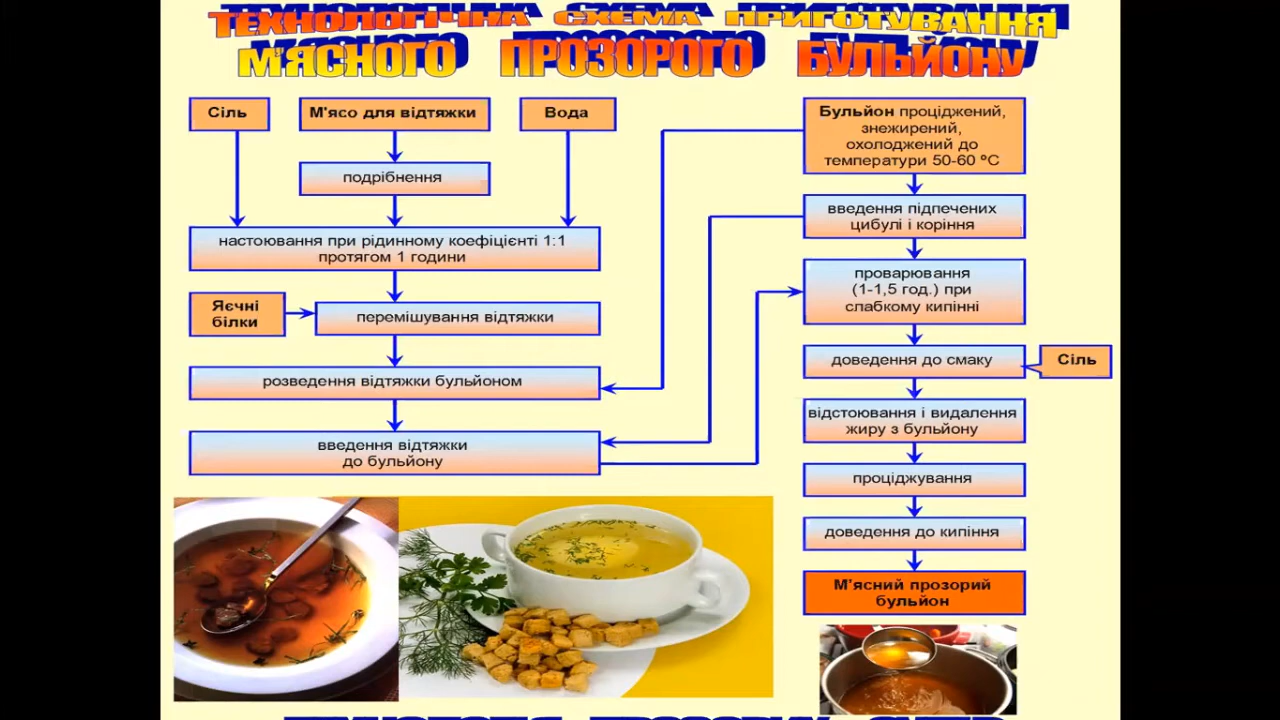 ТЕХНОЛОГІЧНА СХЕМА ПРИГОТУВАННЯ
М'ЯСНОГО ПРОЗОРОГО БУЛЬЙОНУ
Сіль
М'ясо для відтяжки
Вода
подрібнення
настоювання при рідинному коефіцієнті 1:1
протягом 1 години
Яєчні
білки
перемішування відтяжки
розведення відтяжки бульйоном
введення відтяжки
до бульйону
Бульйон проціджений,
знежирений,
охолоджений до
температури 50-60 °С
введення підпечених
цибулі і коріння
проварювання
(1-1,5 год.) при
слабкому кипінні
доведення до смаку
Сіль
відстоювання і видалення
жиру з бульйону
проціджування
доведення до кипіння
М'ясний прозорий
бульйон